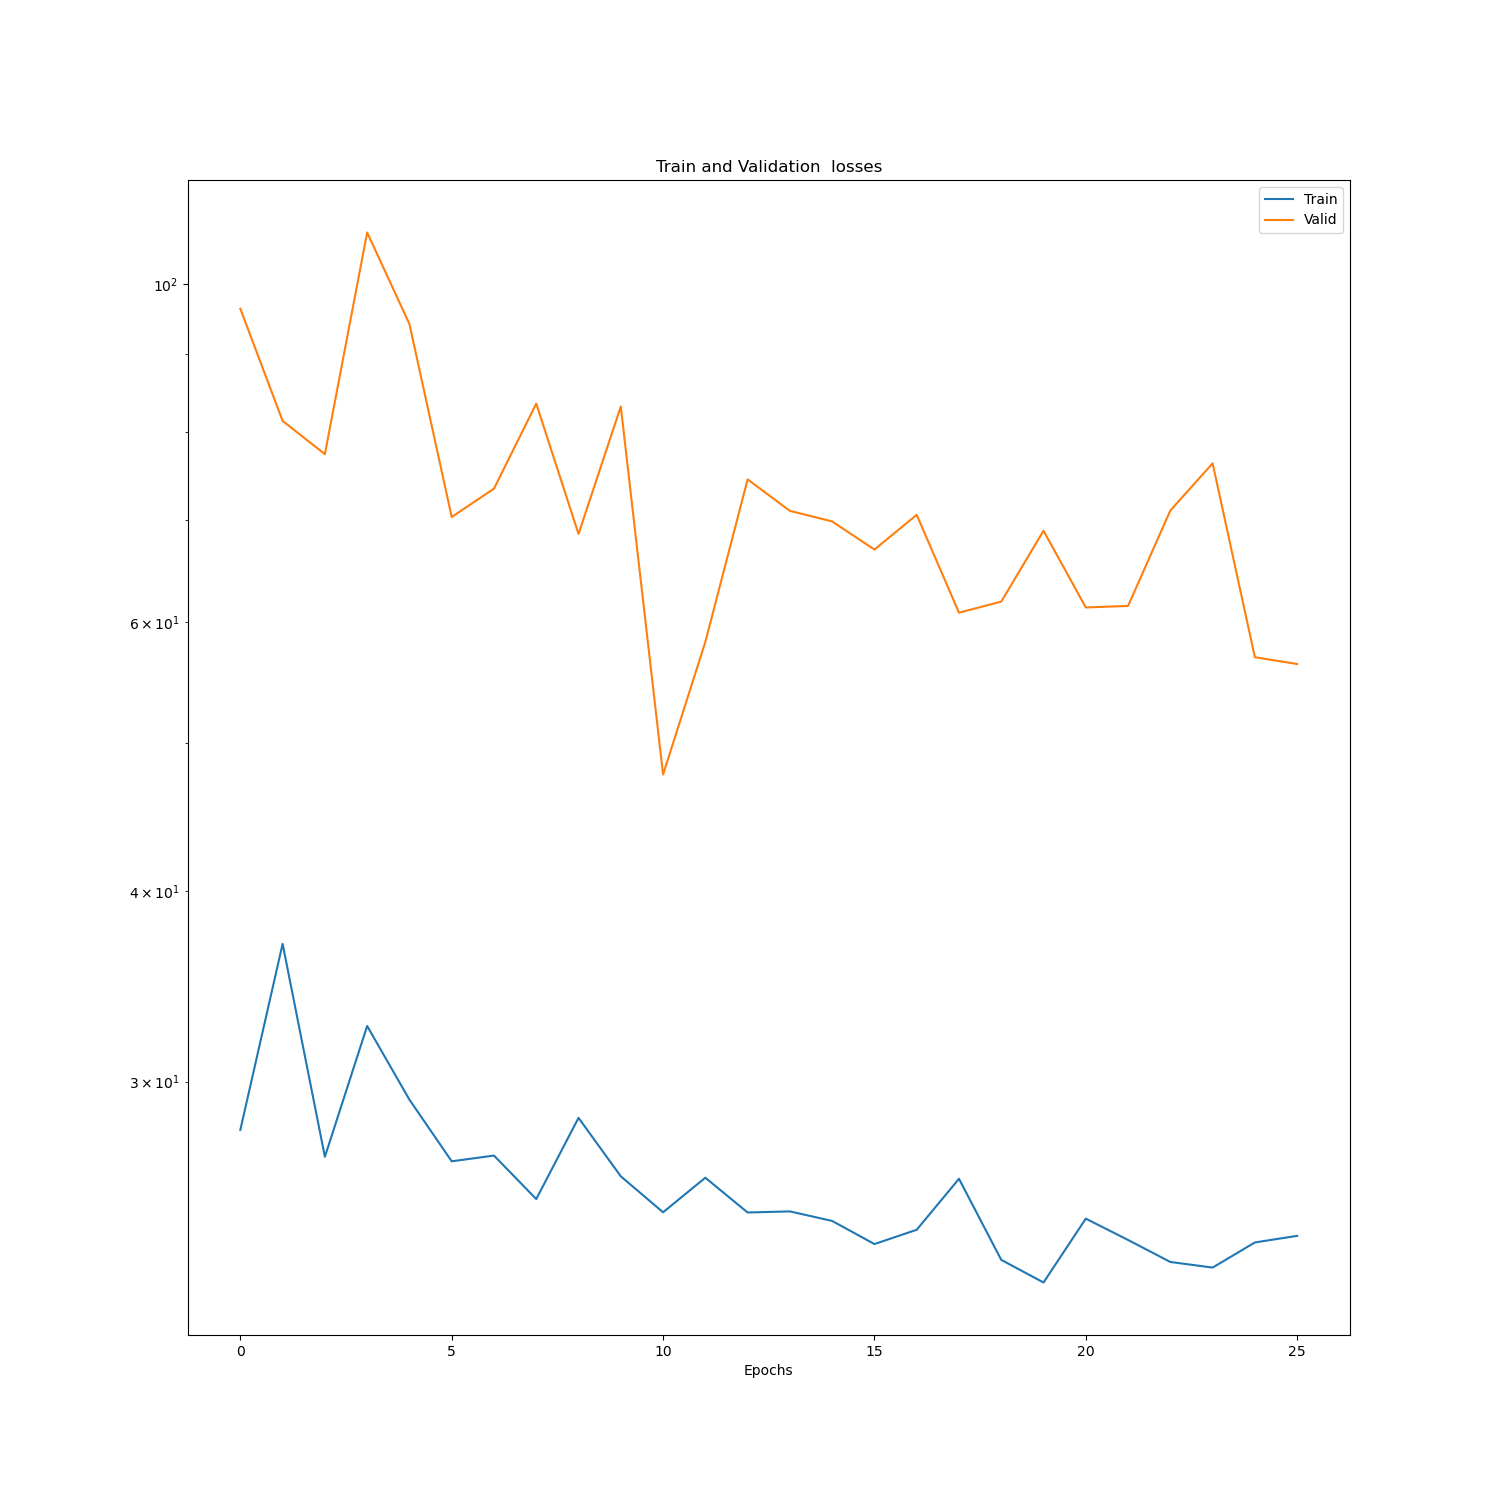 Train and Validation  losses
Train
Valid
10²
6 × 10¹
4 × 10¹
3 × 10¹
0 5 10 15 20 25
Epochs